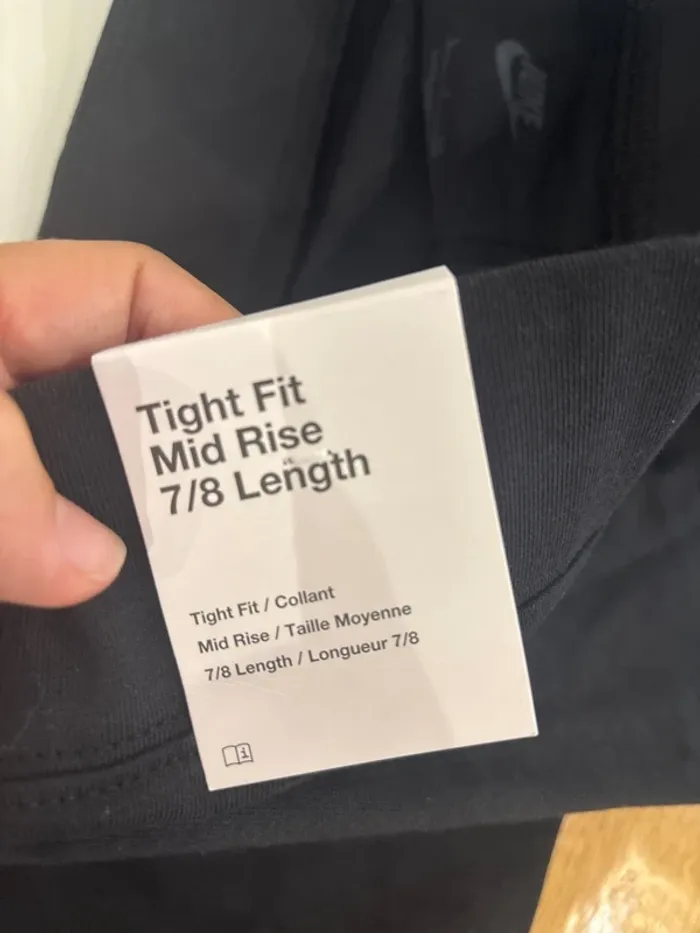 Tight Fit
Mid Rise
7/8 Length
Tight Fit / Collant
Mid Rise / Taille Moyenne
7/8 Length / Longueur 7/8
i